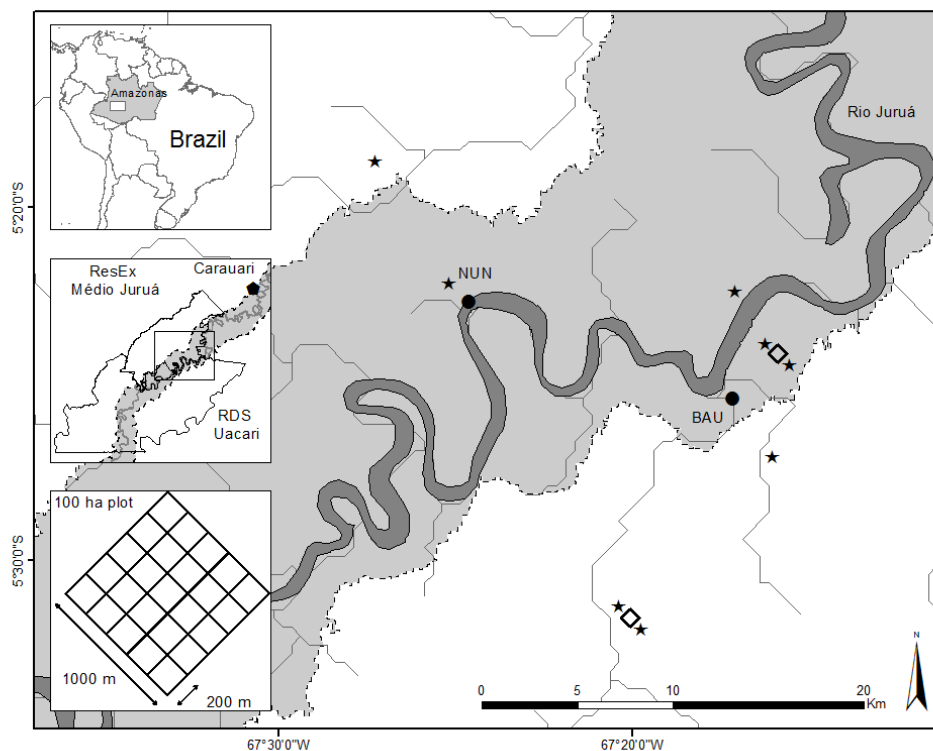 Amazonas
Brazil
Rio Juruá
5°20'0"S
NUN
ResEx
Médio Juruá
Carauari
RDS
Uacari
BAU
100 ha plot
5°30'0"S
1000 m
200 m
N
0 5 10 20
Km
67°30'0"W 67°20'0"W